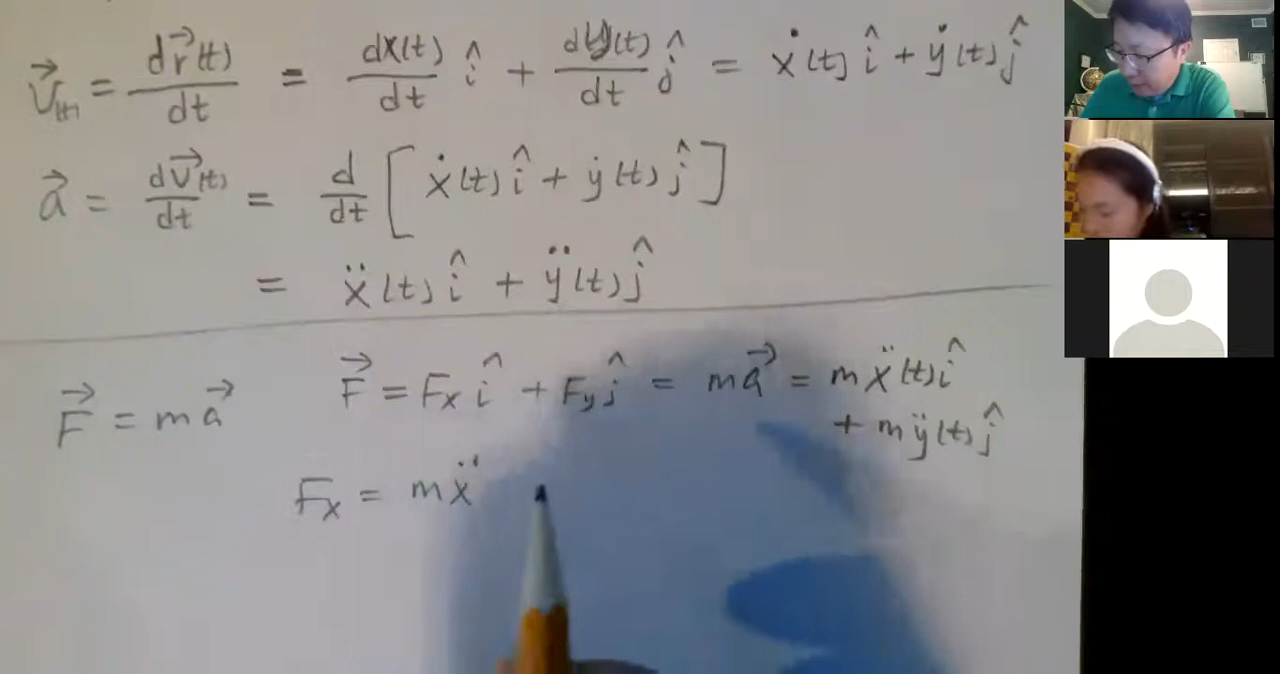 v⃗(t) = dr⃗(t)/dt = dx(t)/dt î + dy(t)/dt ĵ = ẋ(t) î + ẏ(t) ĵ
a⃗ = dv⃗(t)/dt = d/dt [ ẋ(t) î + ẏ(t) ĵ ]
= ẍ(t) î + ÿ(t) ĵ
F⃗ = ma⃗
F⃗ = Fₓ î + Fy ĵ = ma⃗ = mẍ(t) î
+ mÿ(t) ĵ
Fₓ = mẍ